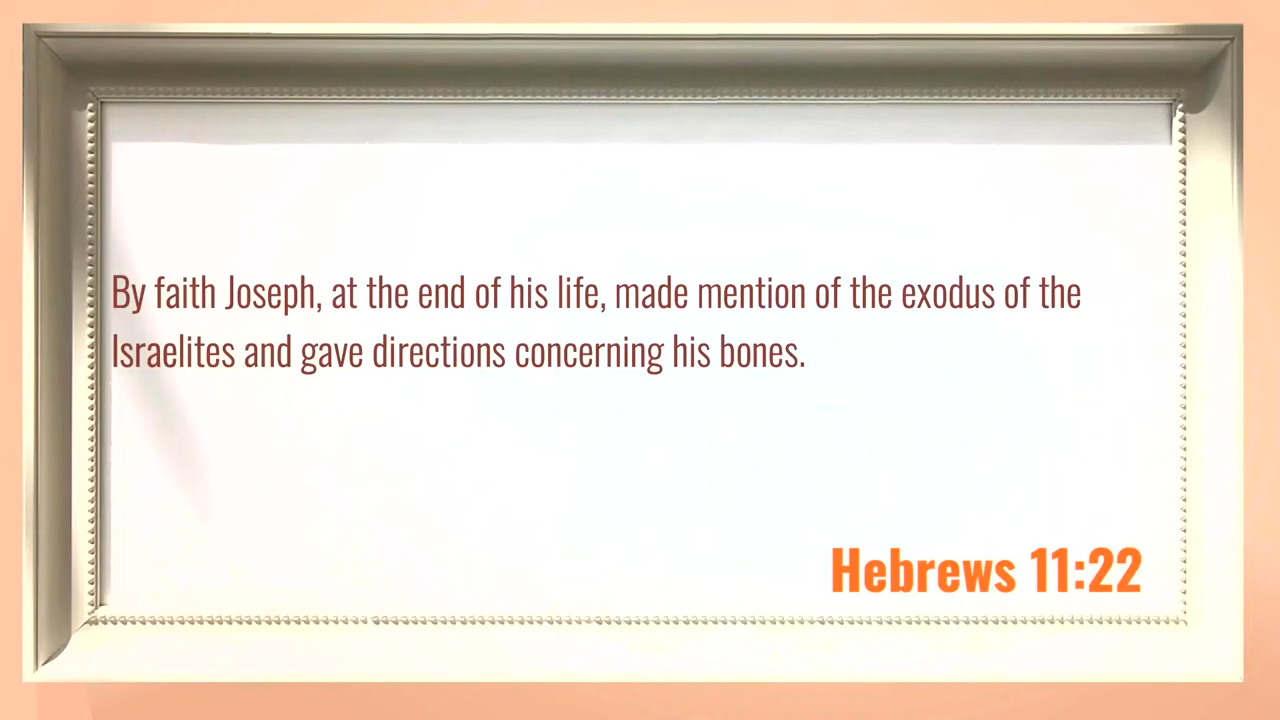 By faith Joseph, at the end of his life, made mention of the exodus of the
Israelites and gave directions concerning his bones.
Hebrews 11:22